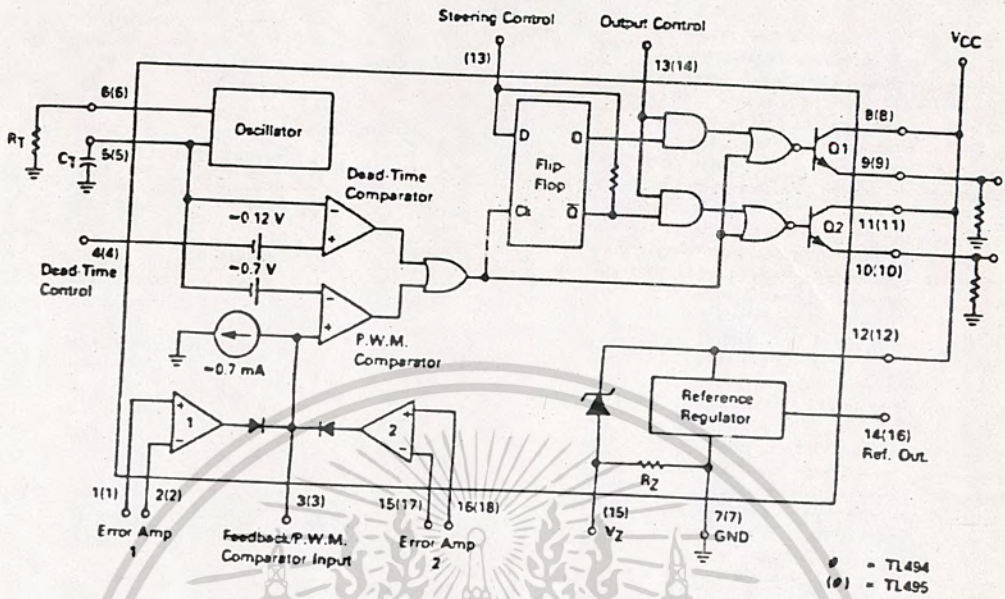 Steering Control
Output Control
VCC
(13)
13(14)
6(6)
RT
Oscillator
8(8)
CT
5(5)
D
Q
Q1
9(9)
Dead-Time
Comparator
Flip-
Flop
~0.12 V
-
+
Ck
Q̅
Q2
11(11)
4(4)
10(10)
Dead-Time
Control
~0.7 V
-
+
P.W.M.
Comparator
12(12)
~0.7 mA
Reference
Regulator
+
1
-
+
2
-
14(16)
Ref. Out.
RZ
1(1)
2(2)
3(3)
15(17)
16(18)
(15)
VZ
7(7)
GND
Error Amp
1
Feedback/P.W.M.
Comparator Input
Error Amp
2
0 = TL494
(0) = TL495